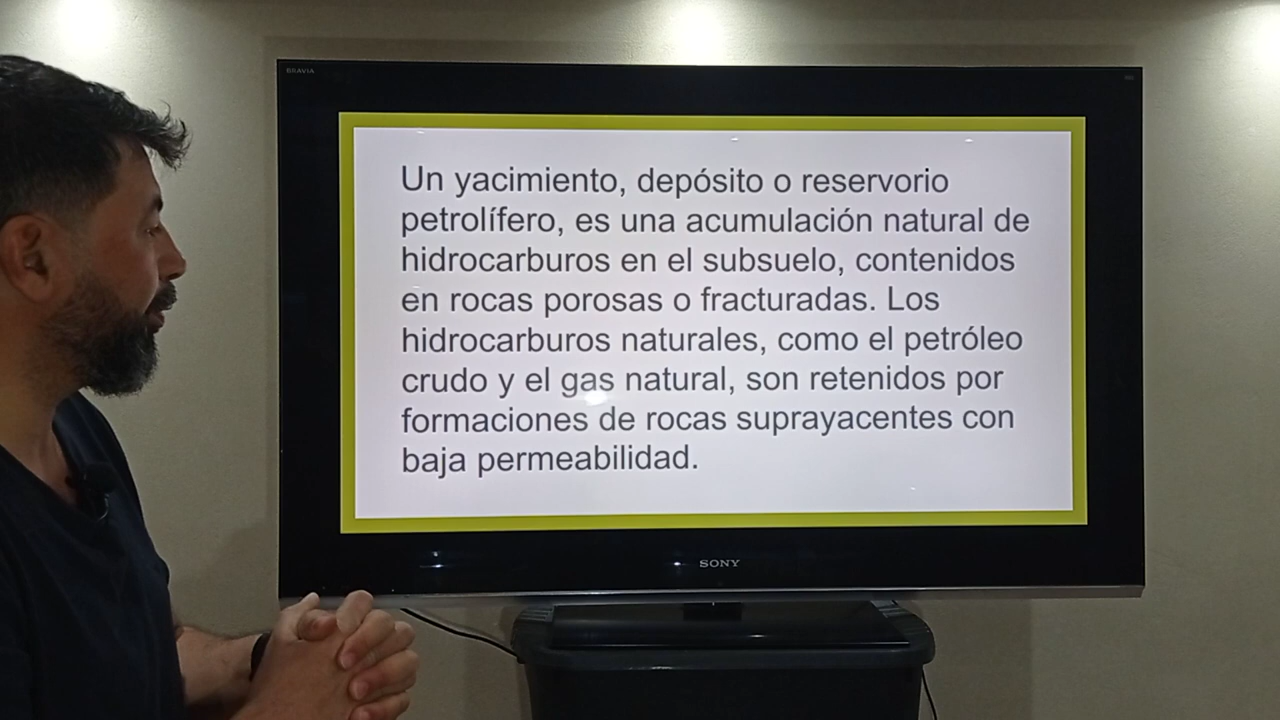 BRAVIA
Un yacimiento, depósito o reservorio
petrolífero, es una acumulación natural de
hidrocarburos en el subsuelo, contenidos
en rocas porosas o fracturadas. Los
hidrocarburos naturales, como el petróleo
crudo y el gas natural, son retenidos por
formaciones de rocas suprayacentes con
baja permeabilidad.
SONY